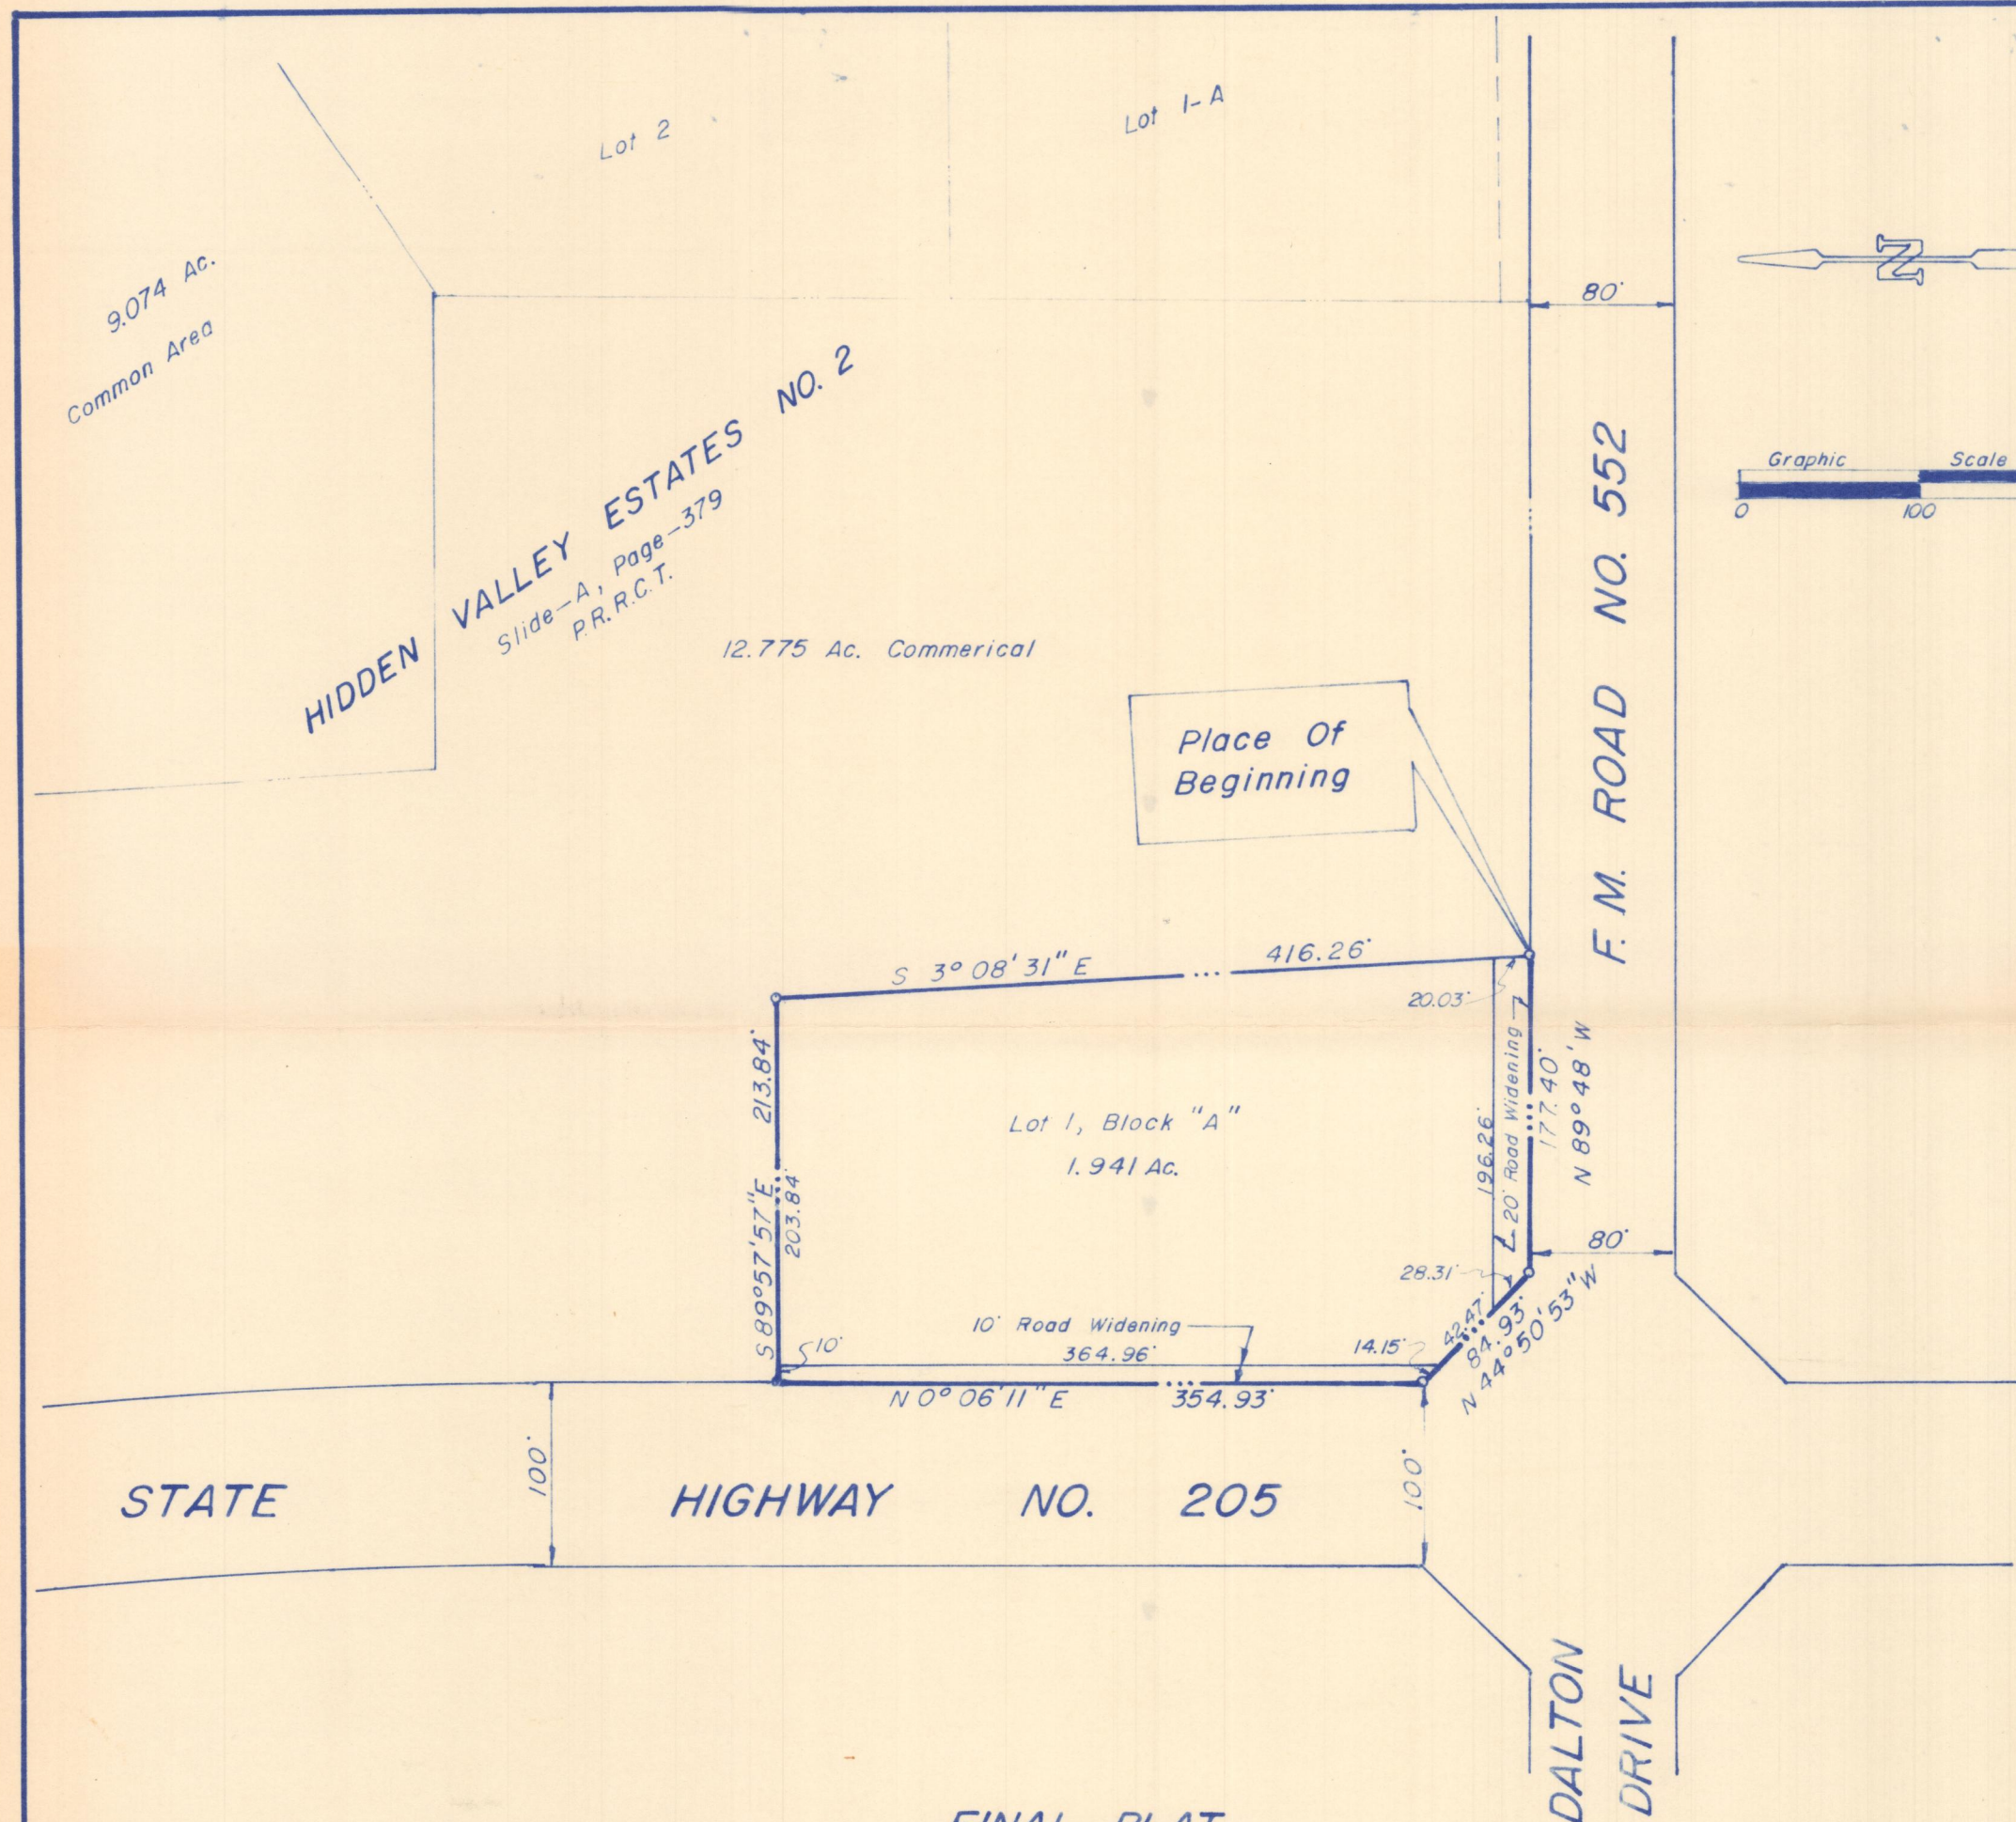 Lot 2
Lot 1-A
9.074 Ac.
Common Area
N
80'
HIDDEN VALLEY ESTATES NO. 2
Slide-A, Page-379
P.R.R.C.T.
Graphic Scale
0 100
F. M. ROAD NO. 552
12.775 Ac. Commerical
Place Of
Beginning
S 3° 08' 31" E 416.26'
20.03'
213.84'
S 89° 57' 57" E
203.84'
Lot 1, Block "A"
1.941 Ac.
196.26'
20' Road Widening
177.40'
N 89° 48' W
80'
28.31'
42.47'
84.93'
N 44° 50' 53" W
10' Road Widening
10'
364.96'
14.15'
N 0° 06' 11" E 354.93'
100'
100'
STATE HIGHWAY NO. 205
DALTON
DRIVE
FINAL PLAT